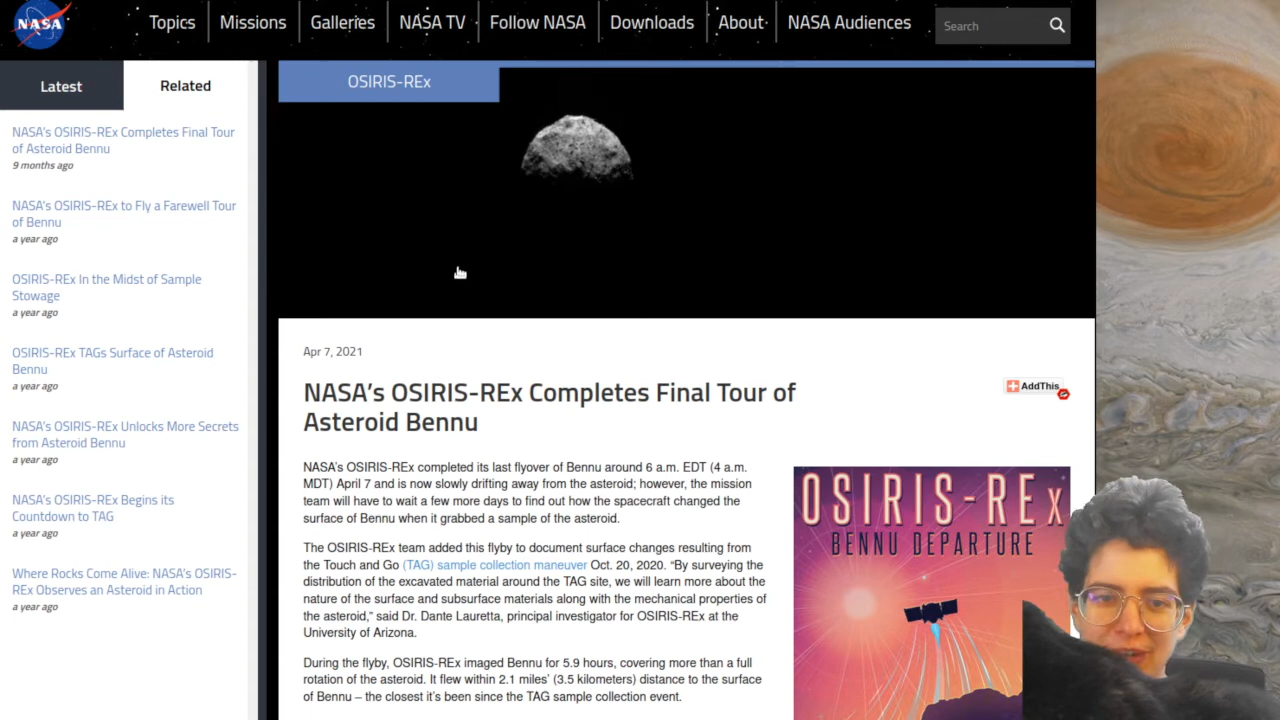 NASA
Topics
Missions
Galleries
NASA TV
Follow NASA
Downloads
About
NASA Audiences
Search
Latest
Related
NASA's OSIRIS-REx Completes Final Tour
of Asteroid Bennu
9 months ago
NASA's OSIRIS-REx to Fly a Farewell Tour
of Bennu
a year ago
OSIRIS-REx In the Midst of Sample
Stowage
a year ago
OSIRIS-REx TAGs Surface of Asteroid
Bennu
a year ago
NASA's OSIRIS-REx Unlocks More Secrets
from Asteroid Bennu
a year ago
NASA's OSIRIS-REx Begins its
Countdown to TAG
a year ago
Where Rocks Come Alive: NASA's OSIRIS-
REx Observes an Asteroid in Action
a year ago
OSIRIS-REx
Apr 7, 2021
NASA's OSIRIS-REx Completes Final Tour of
Asteroid Bennu
AddThis
NASA's OSIRIS-REx completed its last flyover of Bennu around 6 a.m. EDT (4 a.m.
MDT) April 7 and is now slowly drifting away from the asteroid; however, the mission
team will have to wait a few more days to find out how the spacecraft changed the
surface of Bennu when it grabbed a sample of the asteroid.
The OSIRIS-REx team added this flyby to document surface changes resulting from
the Touch and Go (TAG) sample collection maneuver Oct. 20, 2020. “By surveying the
distribution of the excavated material around the TAG site, we will learn more about the
nature of the surface and subsurface materials along with the mechanical properties of
the asteroid,” said Dr. Dante Lauretta, principal investigator for OSIRIS-REx at the
University of Arizona.
During the flyby, OSIRIS-REx imaged Bennu for 5.9 hours, covering more than a full
rotation of the asteroid. It flew within 2.1 miles’ (3.5 kilometers) distance to the surface
of Bennu – the closest it’s been since the TAG sample collection event.
OSIRIS-REx
BENNU DEPARTURE